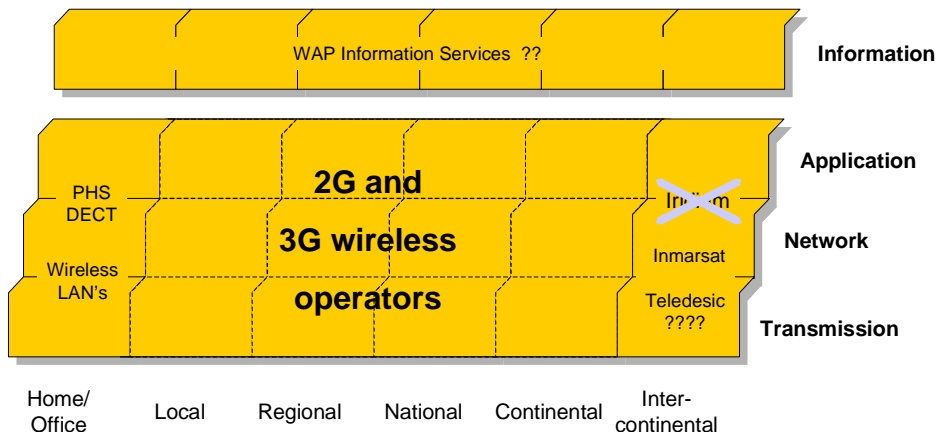 WAP Information Services ??
Information
Application
2G and
PHS
DECT
Iridium
3G wireless
Network
Inmarsat
Wireless
LAN's
operators
Teledesic
????
Transmission
Home/
Office
Local
Regional
National
Continental
Inter-
continental